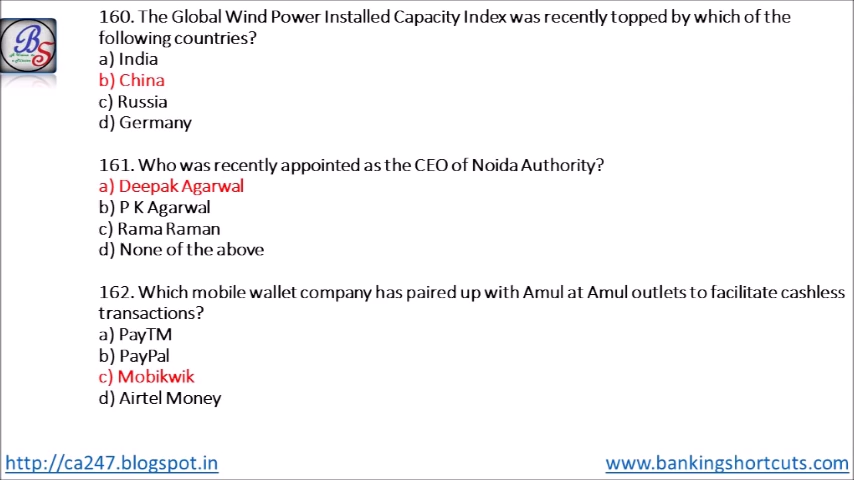 160. The Global Wind Power Installed Capacity Index was recently topped by which of the
following countries?
a) India
b) China
c) Russia
d) Germany
161. Who was recently appointed as the CEO of Noida Authority?
a) Deepak Agarwal
b) P K Agarwal
c) Rama Raman
d) None of the above
162. Which mobile wallet company has paired up with Amul at Amul outlets to facilitate cashless
transactions?
a) PayTM
b) PayPal
c) Mobikwik
d) Airtel Money
BS
http://ca247.blogspot.in
www.bankingshortcuts.com